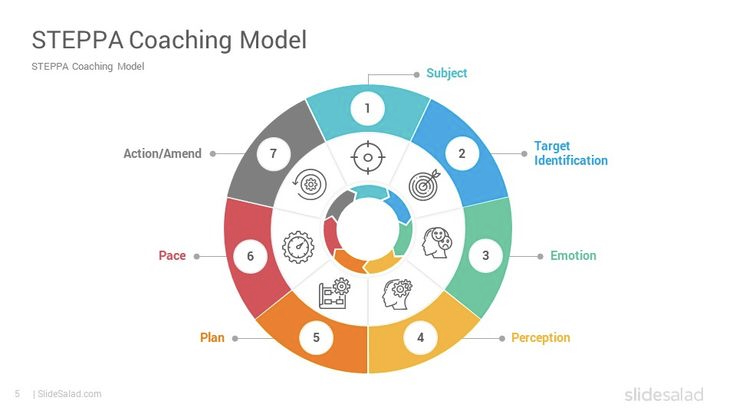 STEPPA Coaching Model
STEPPA Coaching Model
Subject
1
2
Target
Identification
3
Emotion
4
Perception
5
Plan
6
Pace
7
Action/Amend
5 | SlideSalad.com
slidesalad